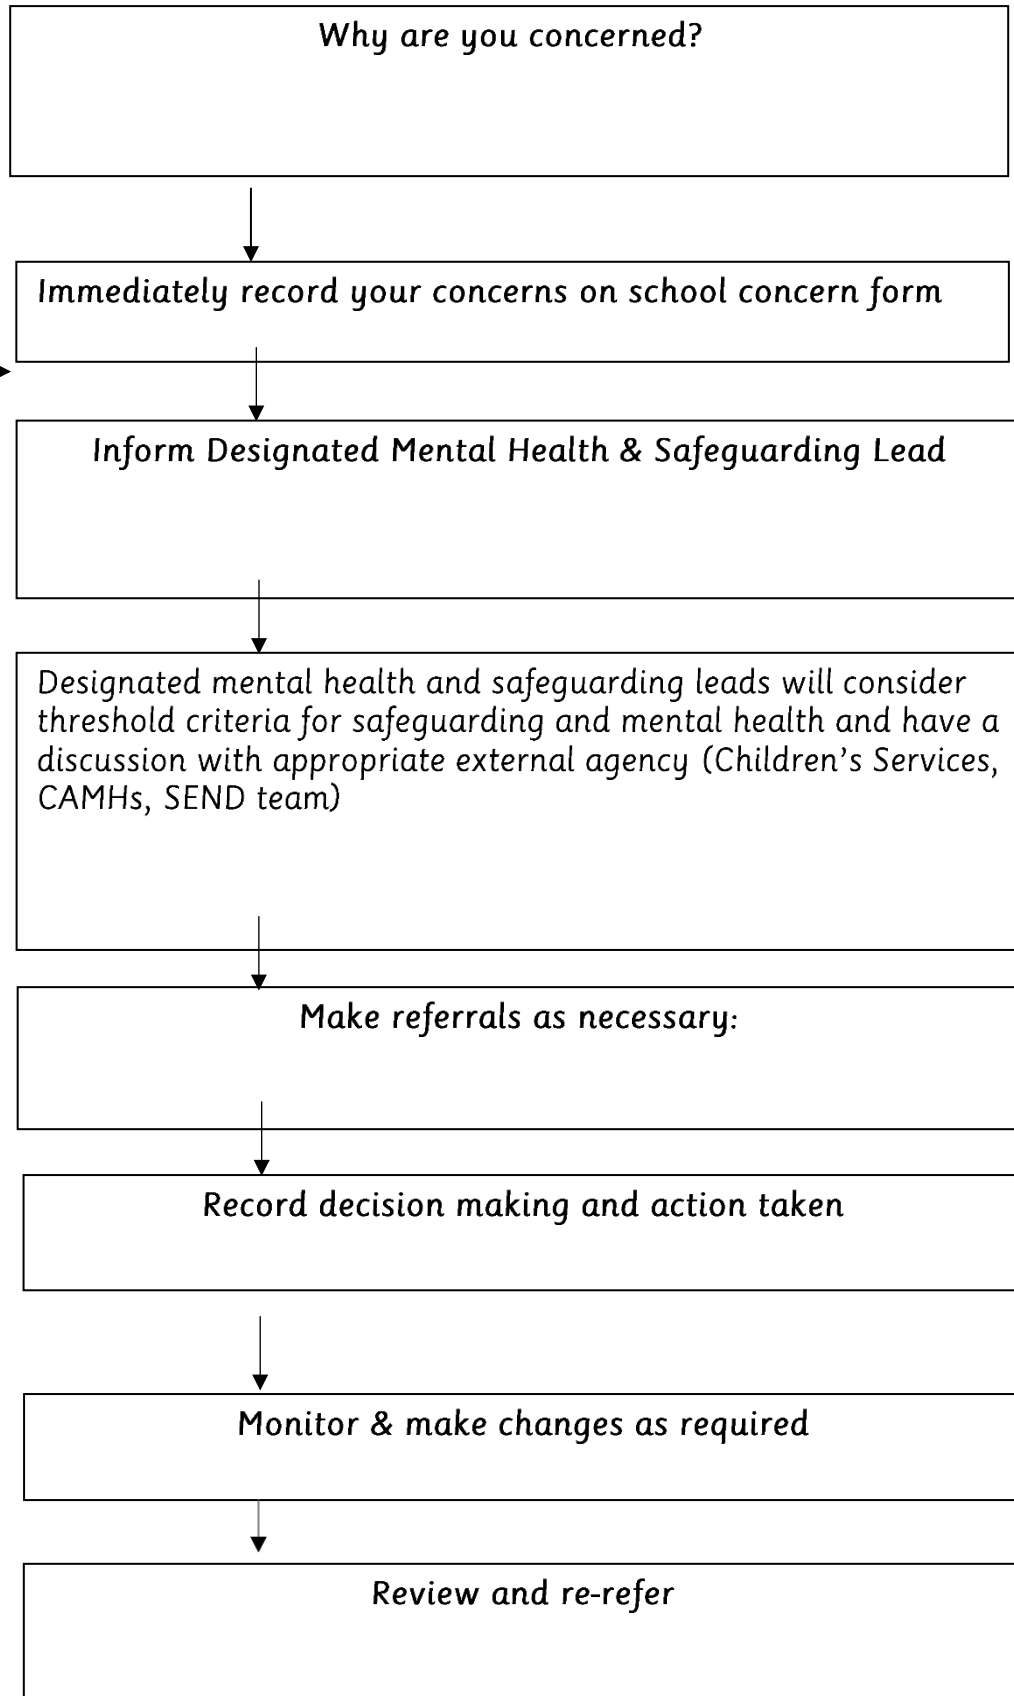 Why are you concerned?
Immediately record your concerns on school concern form
Inform Designated Mental Health & Safeguarding Lead
Designated mental health and safeguarding leads will consider
threshold criteria for safeguarding and mental health and have a
discussion with appropriate external agency (Children's Services,
CAMHs, SEND team)
Make referrals as necessary:
Record decision making and action taken
Monitor & make changes as required
Review and re-refer